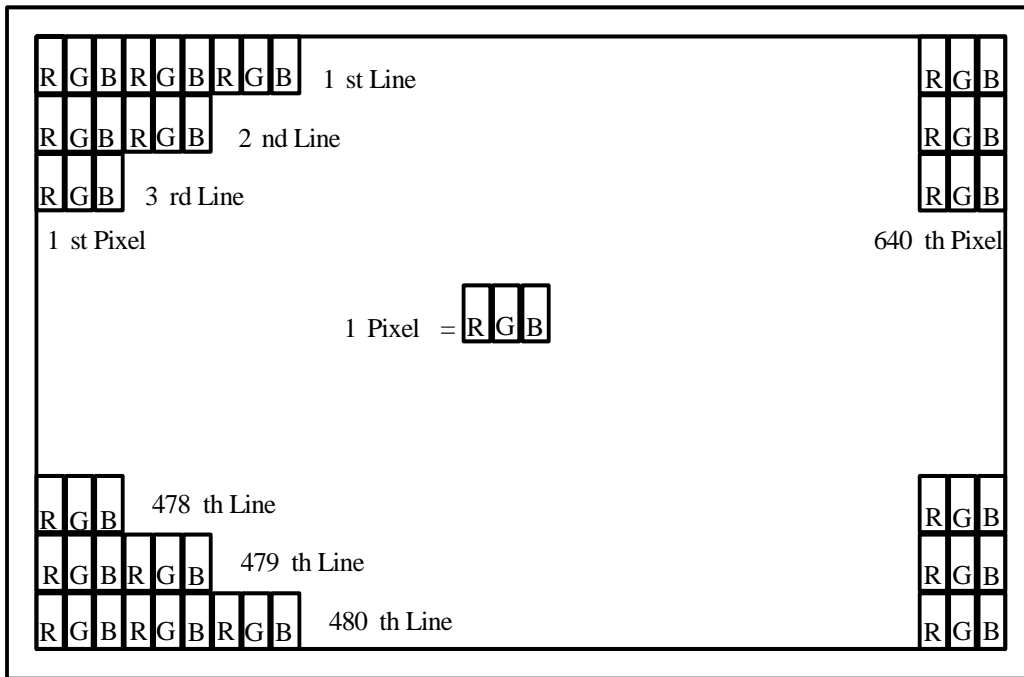 R G B R G B R G B 1 st Line R G B
R G B R G B 2 nd Line R G B
R G B 3 rd Line R G B
1 st Pixel 640 th Pixel
1 Pixel = R G B
R G B 478 th Line R G B
R G B R G B 479 th Line R G B
R G B R G B R G B 480 th Line R G B